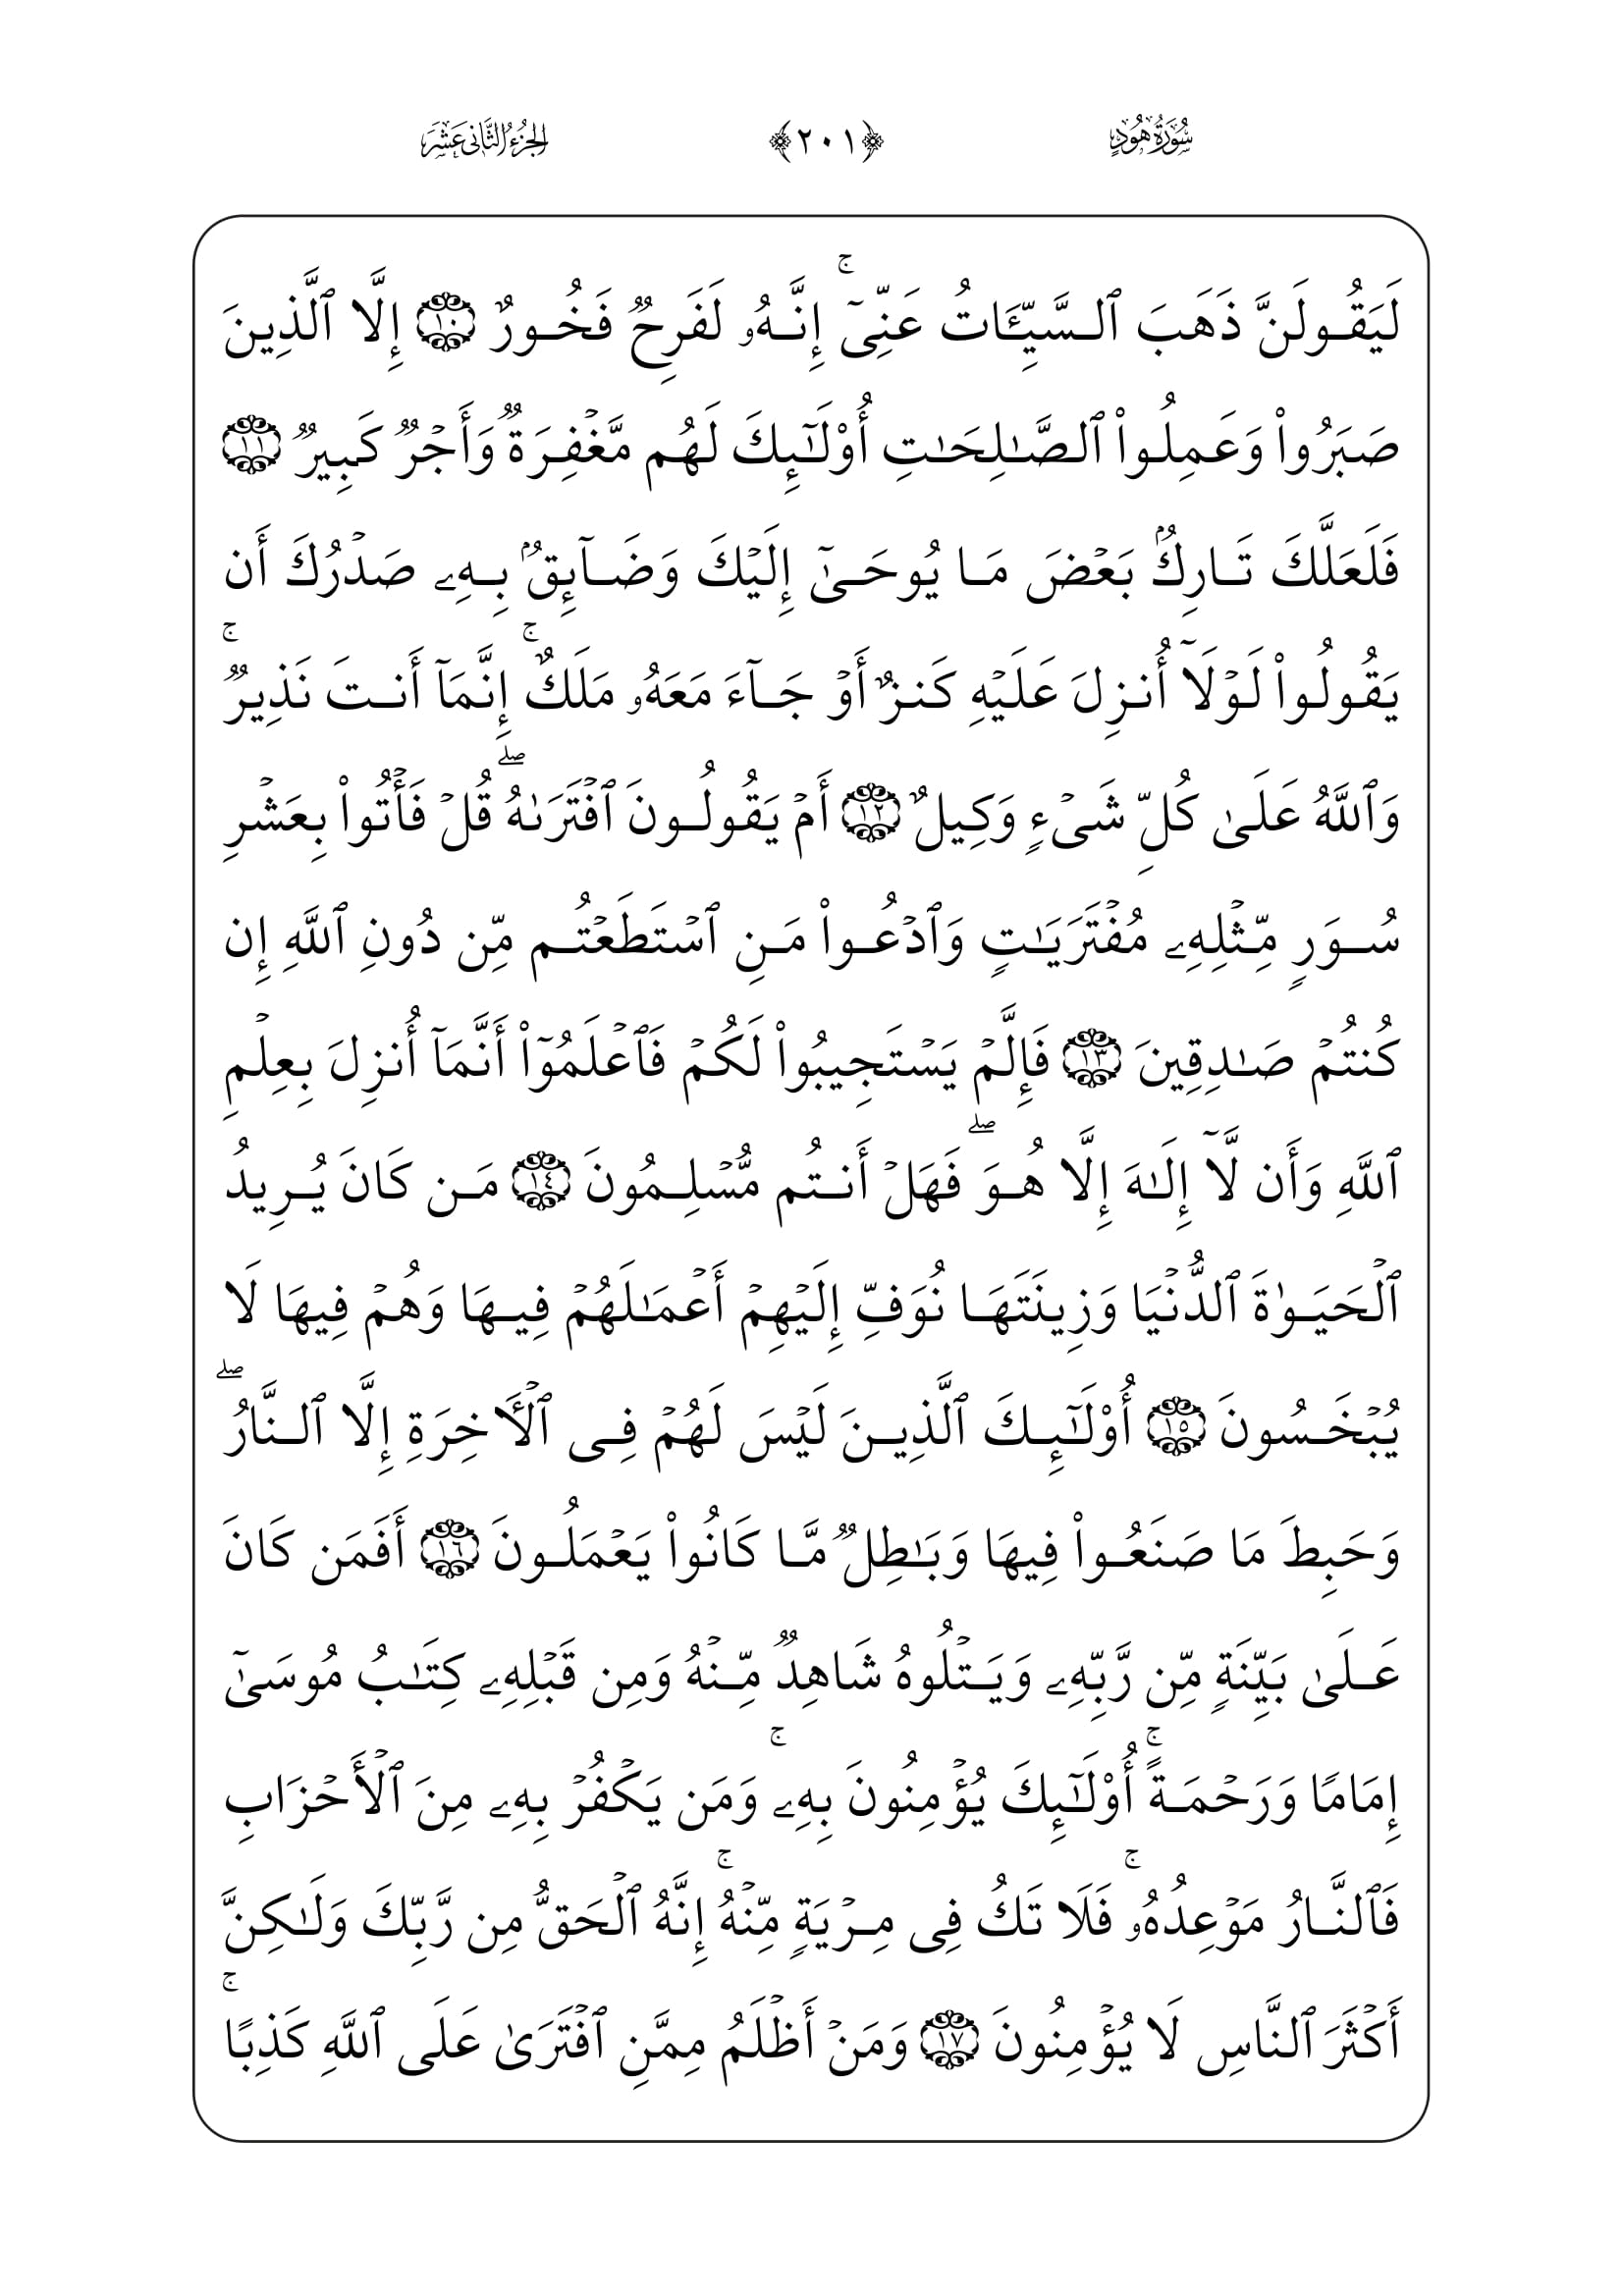 سُورَةُ هُودٍ ﴿٢٠١﴾ الجُزْءُ الثَّانِى عَشَرَ
لَيَقُولَنَّ ذَهَبَ ٱلسَّيِّـَٔاتُ عَنِّىٓ ۚ إِنَّهُۥ لَفَرِحٌ فَخُورٌ ١٠ إِلَّا ٱلَّذِينَ
صَبَرُوا۟ وَعَمِلُوا۟ ٱلصَّـٰلِحَـٰتِ أُو۟لَـٰٓئِكَ لَهُم مَّغْفِرَةٌ وَأَجْرٌ كَبِيرٌ ١١
فَلَعَلَّكَ تَارِكٌۢ بَعْضَ مَا يُوحَىٰٓ إِلَيْكَ وَضَآئِقٌۢ بِهِۦ صَدْرُكَ أَن
يَقُولُوا۟ لَوْلَآ أُنزِلَ عَلَيْهِ كَنزٌ أَوْ جَآءَ مَعَهُۥ مَلَكٌ ۚ إِنَّمَآ أَنتَ نَذِيرٌ ۚ
وَٱللَّهُ عَلَىٰ كُلِّ شَىْءٍ وَكِيلٌ ١٢ أَمْ يَقُولُونَ ٱفْتَرَىٰهُ ۖ قُلْ فَأْتُوا۟ بِعَشْرِ
سُوَرٍ مِّثْلِهِۦ مُفْتَرَيَـٰتٍ وَٱدْعُوا۟ مَنِ ٱسْتَطَعْتُم مِّن دُونِ ٱللَّهِ إِن
كُنتُمْ صَـٰدِقِينَ ١٣ فَإِلَّمْ يَسْتَجِيبُوا۟ لَكُمْ فَٱعْلَمُوٓا۟ أَنَّمَآ أُنزِلَ بِعِلْمِ
ٱللَّهِ وَأَن لَّآ إِلَـٰهَ إِلَّا هُوَ ۖ فَهَلْ أَنتُم مُّسْلِمُونَ ١٤ مَن كَانَ يُرِيدُ
ٱلْحَيَوٰةَ ٱلدُّنْيَا وَزِينَتَهَا نُوَفِّ إِلَيْهِمْ أَعْمَـٰلَهُمْ فِيهَا وَهُمْ فِيهَا لَا
يُبْخَسُونَ ١٥ أُو۟لَـٰٓئِكَ ٱلَّذِينَ لَيْسَ لَهُمْ فِى ٱلْـَٔاخِرَةِ إِلَّا ٱلنَّارُ ۖ
وَحَبِطَ مَا صَنَعُوا۟ فِيهَا وَبَـٰطِلٌ مَّا كَانُوا۟ يَعْمَلُونَ ١٦ أَفَمَن كَانَ
عَلَىٰ بَيِّنَةٍ مِّن رَّبِّهِۦ وَيَتْلُوهُ شَاهِدٌ مِّنْهُ وَمِن قَبْلِهِۦ كِتَـٰبُ مُوسَىٰٓ
إِمَامًا وَرَحْمَةً ۚ أُو۟لَـٰٓئِكَ يُؤْمِنُونَ بِهِۦ ۚ وَمَن يَكْفُرْ بِهِۦ مِنَ ٱلْأَحْزَابِ
فَٱلنَّارُ مَوْعِدُهُۥ ۚ فَلَا تَكُ فِى مِرْيَةٍ مِّنْهُ ۚ إِنَّهُ ٱلْحَقُّ مِن رَّبِّكَ وَلَـٰكِنَّ
أَكْثَرَ ٱلنَّاسِ لَا يُؤْمِنُونَ ١٧ وَمَنْ أَظْلَمُ مِمَّنِ ٱفْتَرَىٰ عَلَى ٱللَّهِ كَذِبًا ۚ